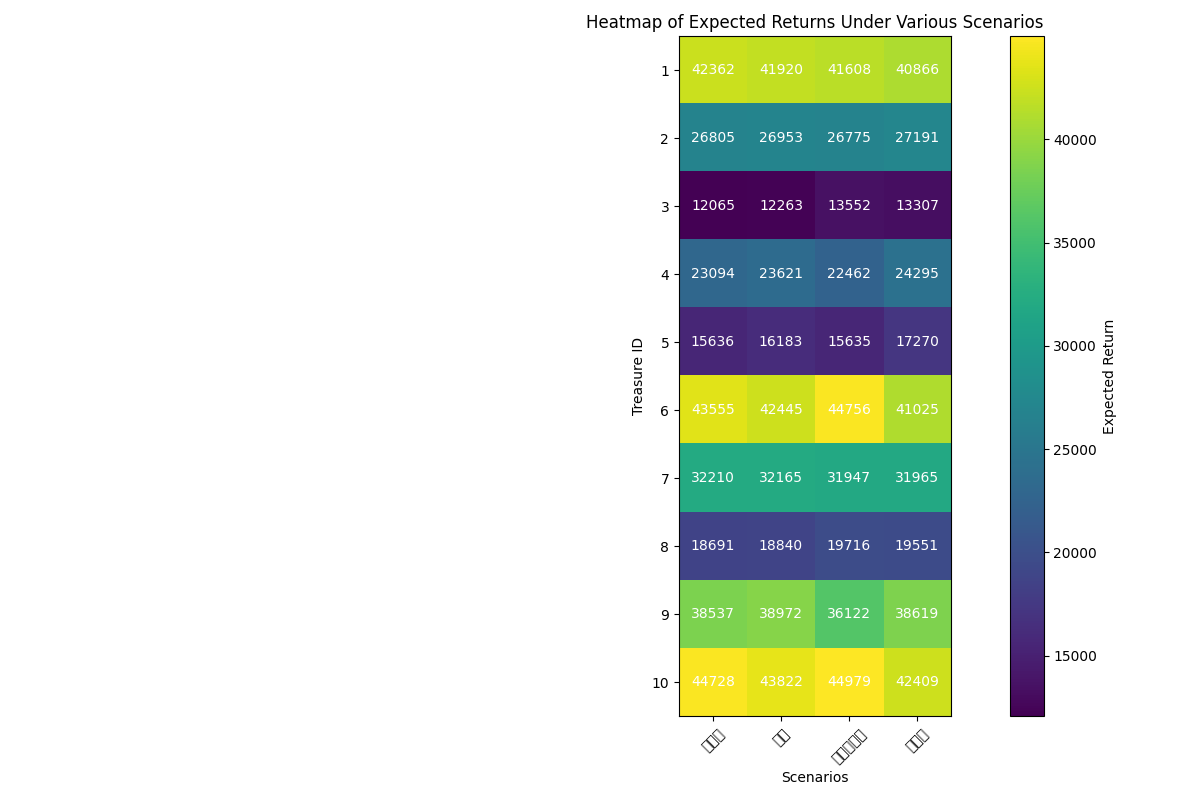 Heatmap of Expected Returns Under Various Scenarios
1 42362 41920 41608 40866
2 26805 26953 26775 27191
3 12065 12263 13552 13307
4 23094 23621 22462 24295
5 15636 16183 15635 17270
6 43555 42445 44756 41025
7 32210 32165 31947 31965
8 18691 18840 19716 19551
9 38537 38972 36122 38619
10 44728 43822 44979 42409
Treasure ID
Scenarios
40000
35000
30000
25000
20000
15000
Expected Return